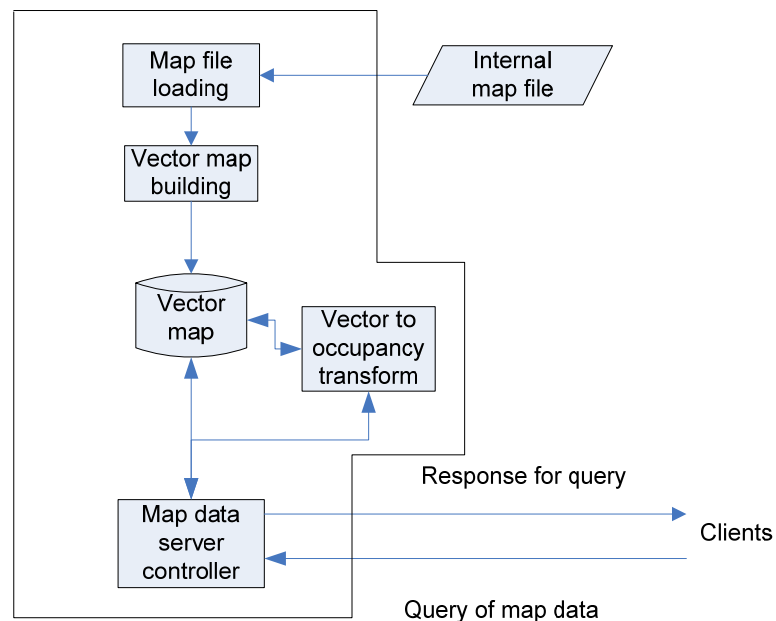 Map file
loading
Internal
map file
Vector map
building
Vector
map
Vector to
occupancy
transform
Response for query
Map data
server
controller
Clients
Query of map data